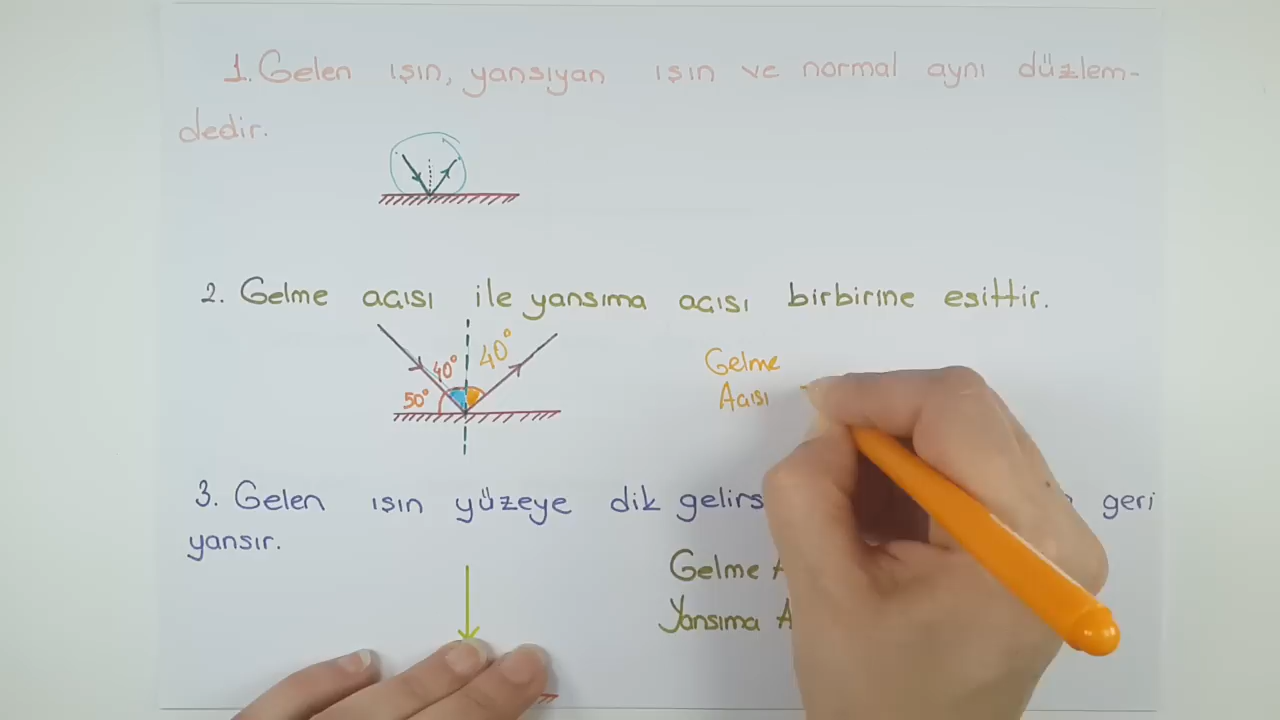 1. Gelen ışın, yansıyan ışın ve normal aynı düzlem-
dedir.
2. Gelme açısı ile yansıma açısı birbirine eşittir.
40° 40°
50°
Gelme
Açısı
3. Gelen ışın yüzeye dik geri
yansır.
Gelme
Yansıma